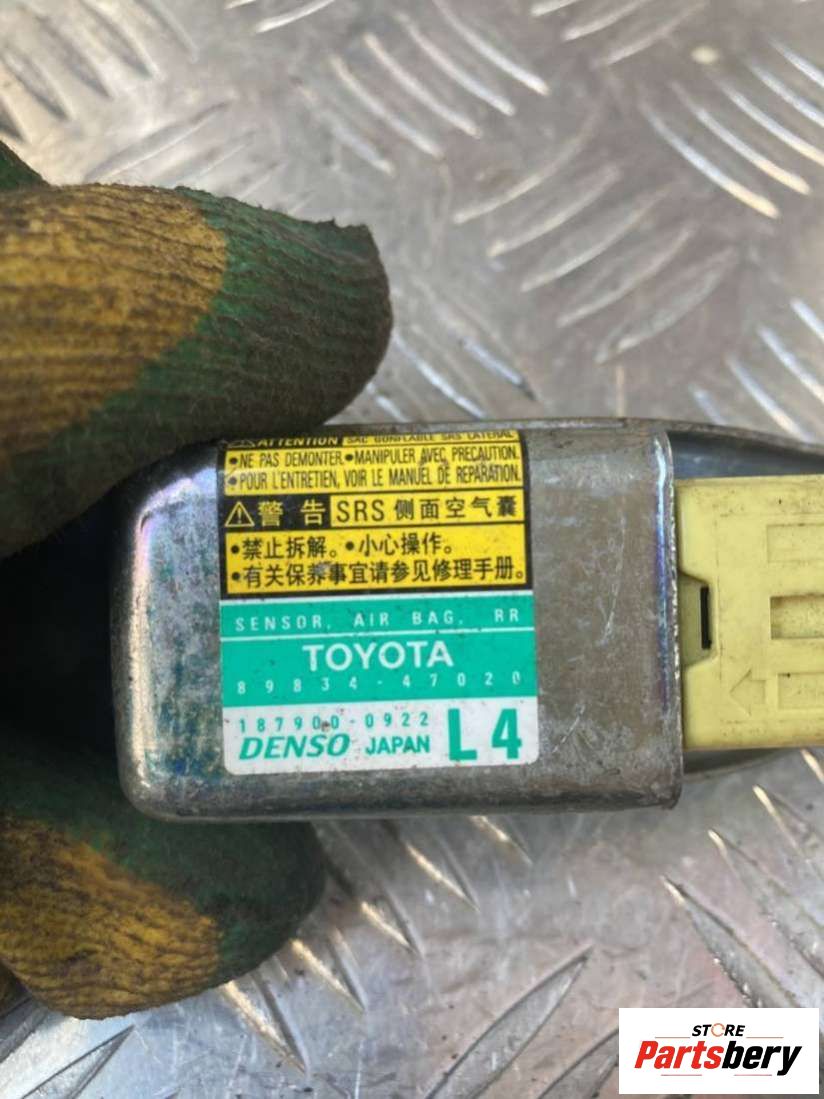 ⚠ATTENTION SAC GONFLABLE SRS LATERAL
•NE PAS DEMONTER.•MANIPULER AVEC PRECAUTION.
•POUR L'ENTRETIEN, VOIR LE MANUEL DE REPARATION.
⚠警告 SRS 侧面空气囊
•禁止拆解。•小心操作。
•有关保养事宜请参见修理手册。
SENSOR, AIR BAG, RR
TOYOTA
89834-47020
187900-0922
DENSO JAPAN L4
STORE
Partsbery